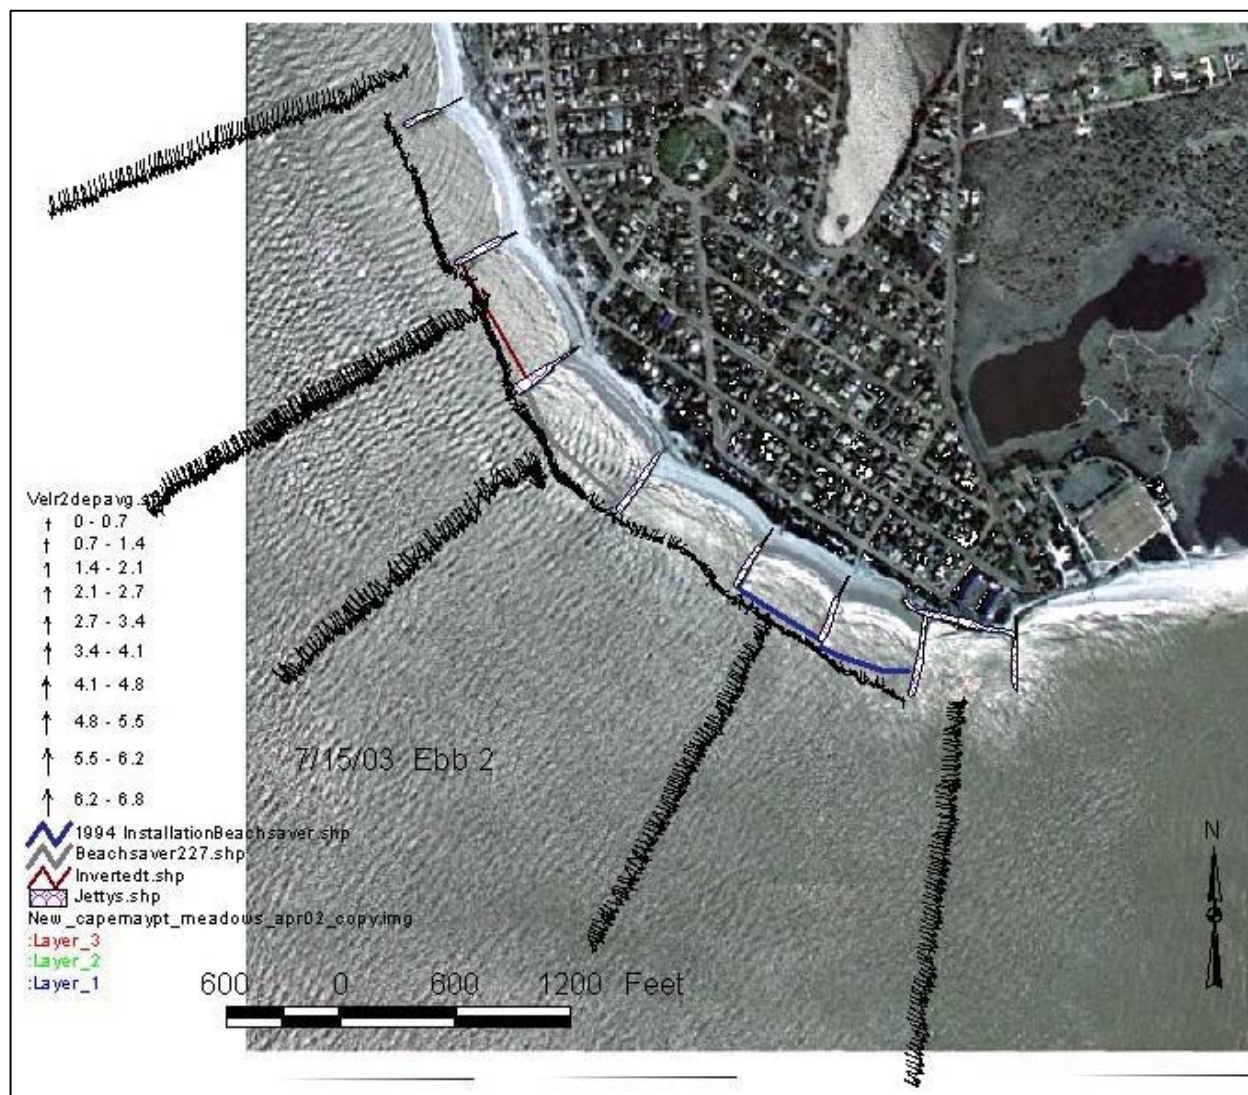 Velr2depavg.s
0 - 0.7
0.7 - 1.4
1.4 - 2.1
2.1 - 2.7
2.7 - 3.4
3.4 - 4.1
4.1 - 4.8
4.8 - 5.5
5.5 - 6.2
6.2 - 6.8
1994 InstallationBeachsaver.shp
Beachsaver227.shp
Invertedt.shp
Jettys.shp
New_capemaypt_meadows_apr02_copy.img
:Layer_3
:Layer_2
:Layer_1
7/15/03 Ebb 2
600 0 600 1200 Feet
N